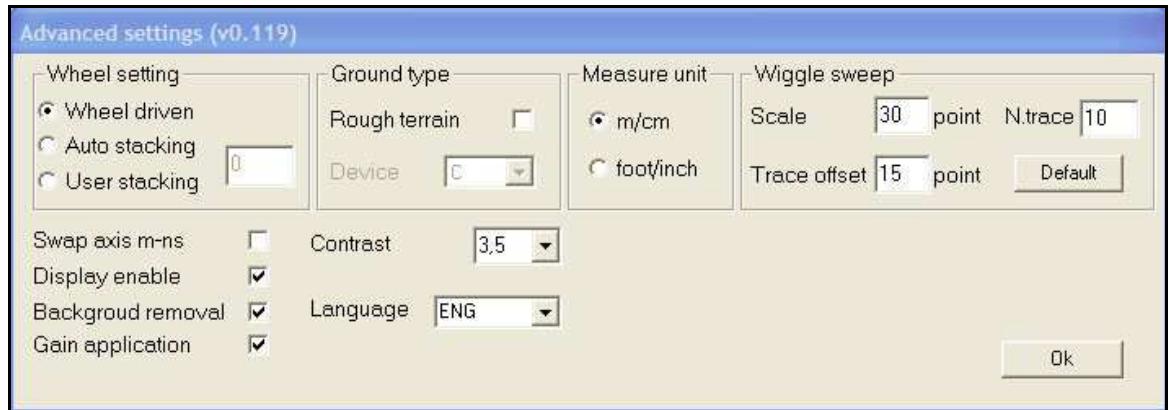 Advanced settings (v0.119)
Wheel setting
Wheel driven
Auto stacking
User stacking
0
Ground type
Rough terrain
Device C
Measure unit
m/cm
foot/inch
Wiggle sweep
Scale 30 point N.trace 10
Trace offset 15 point Default
Swap axis m-ns
Display enable
Backgroud removal
Gain application
Contrast 3,5
Language ENG
Ok